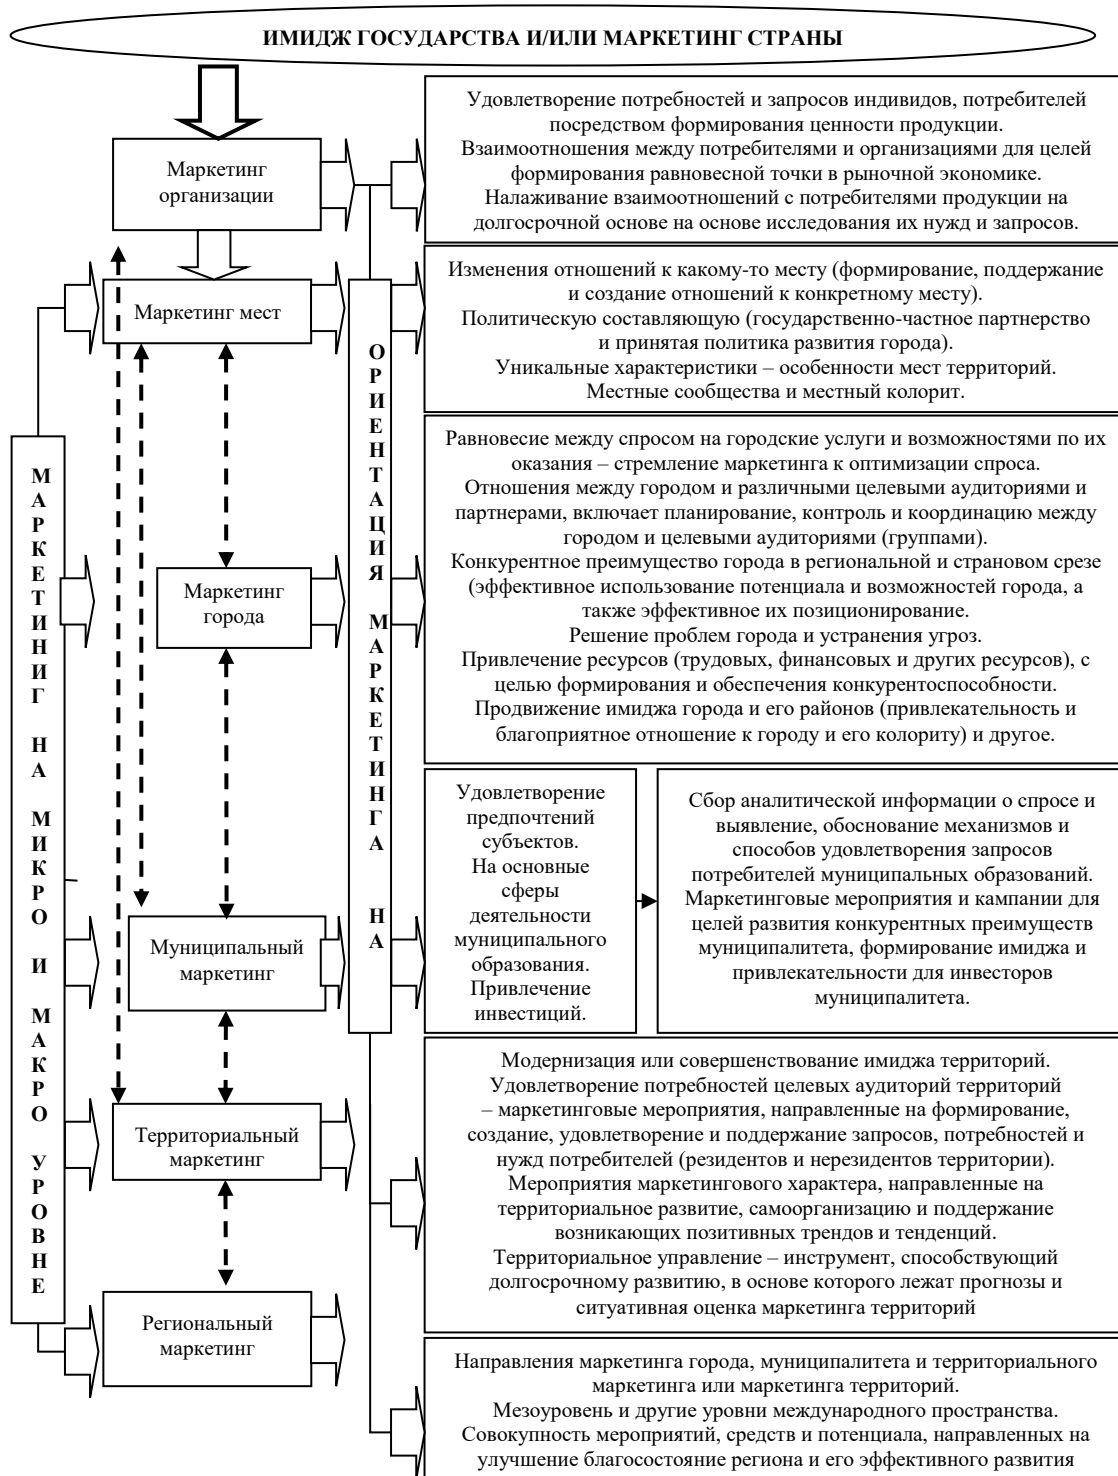 ИМИДЖ ГОСУДАРСТВА И/ИЛИ МАРКЕТИНГ СТРАНЫ
Маркетинг
организации
Удовлетворение потребностей и запросов индивидов, потребителей
посредством формирования ценности продукции.
Взаимоотношения между потребителями и организациями для целей
формирования равновесной точки в рыночной экономике.
Налаживание взаимоотношений с потребителями продукции на
долгосрочной основе на основе исследования их нужд и запросов.
Маркетинг мест
Изменения отношений к какому-то месту (формирование, поддержание
и создание отношений к конкретному месту).
Политическую составляющую (государственно-частное партнерство
и принятая политика развития города).
Уникальные характеристики – особенности мест территорий.
Местные сообщества и местный колорит.
МАРКЕТИНИГ НА МИКРО И МАКРО УРОВНЕ
ОРИЕНТАЦИЯ МАРКЕТИНГА НА
Маркетинг
города
Равновесие между спросом на городские услуги и возможностями по их
оказания – стремление маркетинга к оптимизации спроса.
Отношения между городом и различными целевыми аудиториями и
партнерами, включает планирование, контроль и координацию между
городом и целевыми аудиториями (группами).
Конкурентное преимущество города в региональной и страновом срезе
(эффективное использование потенциала и возможностей города, а
также эффективное их позиционирование.
Решение проблем города и устранения угроз.
Привлечение ресурсов (трудовых, финансовых и других ресурсов), с
целью формирования и обеспечения конкурентоспособности.
Продвижение имиджа города и его районов (привлекательность и
благоприятное отношение к городу и его колориту) и другое.
Муниципальный
маркетинг
Удовлетворение
предпочтений
субъектов.
На основные
сферы
деятельности
муниципального
образования.
Привлечение
инвестиций.
Сбор аналитической информации о спросе и
выявление, обоснование механизмов и
способов удовлетворения запросов
потребителей муниципальных образований.
Маркетинговые мероприятия и кампании для
целей развития конкурентных преимуществ
муниципалитета, формирование имиджа и
привлекательности для инвесторов
муниципалитета.
Территориальный
маркетинг
Модернизация или совершенствование имиджа территорий.
Удовлетворение потребностей целевых аудиторий территорий
– маркетинговые мероприятия, направленные на формирование,
создание, удовлетворение и поддержание запросов, потребностей и
нужд потребителей (резидентов и нерезидентов территории).
Мероприятия маркетингового характера, направленные на
территориальное развитие, самоорганизацию и поддержание
возникающих позитивных трендов и тенденций.
Территориальное управление – инструмент, способствующий
долгосрочному развитию, в основе которого лежат прогнозы и
ситуативная оценка маркетинга территорий
Региональный
маркетинг
Направления маркетинга города, муниципалитета и территориального
маркетинга или маркетинга территорий.
Мезоуровень и другие уровни международного пространства.
Совокупность мероприятий, средств и потенциала, направленных на
улучшение благосостояние региона и его эффективного развития